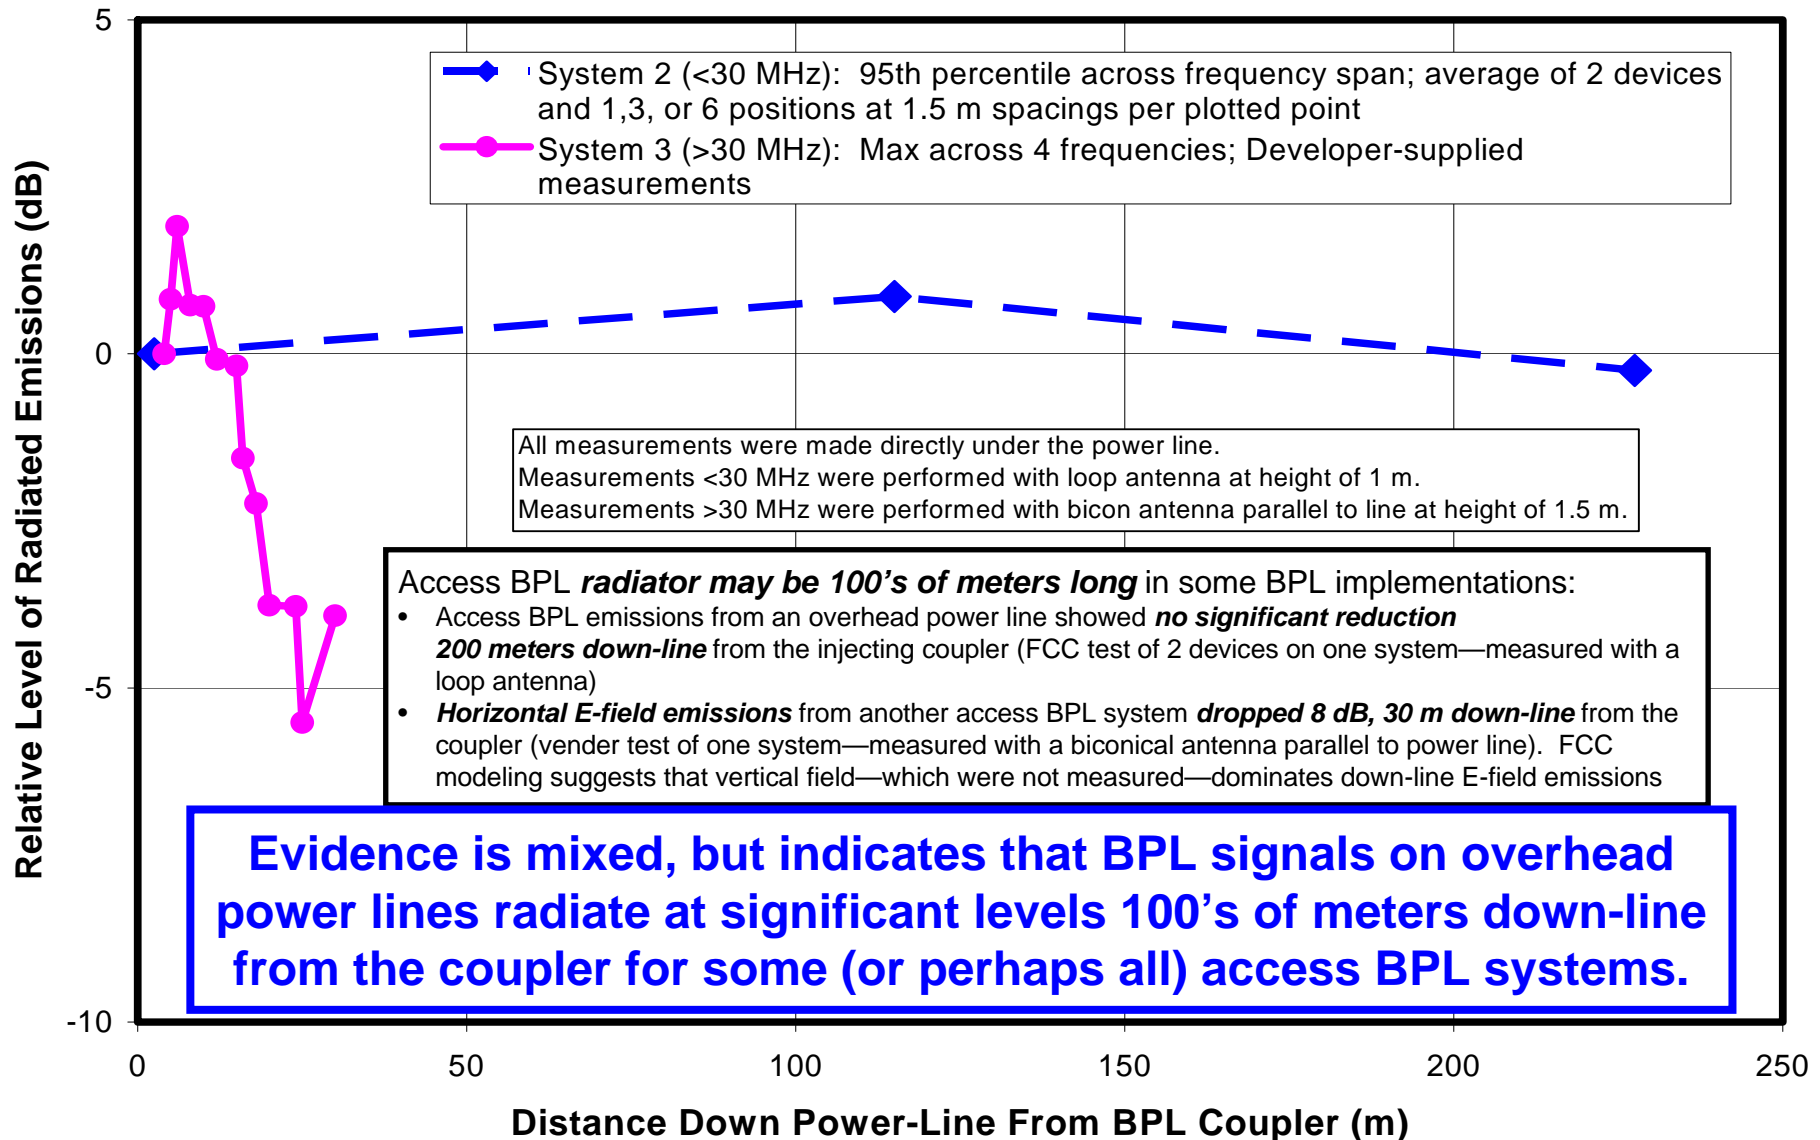 5
System 2 (<30 MHz):  95th percentile across frequency span; average of 2 devices
and 1,3, or 6 positions at 1.5 m spacings per plotted point
System 3 (>30 MHz):  Max across 4 frequencies; Developer-supplied
measurements
Relative Level of Radiated Emissions (dB)
0
All measurements were made directly under the power line.
Measurements <30 MHz were performed with loop antenna at height of 1 m.
Measurements >30 MHz were performed with bicon antenna parallel to line at height of 1.5 m.
Access BPL radiator may be 100's of meters long in some BPL implementations:
• Access BPL emissions from an overhead power line showed no significant reduction
200 meters down-line from the injecting coupler (FCC test of 2 devices on one system—measured with a
loop antenna)
-5
• Horizontal E-field emissions from another access BPL system dropped 8 dB, 30 m down-line from the
coupler (vender test of one system—measured with a biconical antenna parallel to power line).  FCC
modeling suggests that vertical field—which were not measured—dominates down-line E-field emissions
Evidence is mixed, but indicates that BPL signals on overhead
power lines radiate at significant levels 100's of meters down-line
from the coupler for some (or perhaps all) access BPL systems.
-10
0 50 100 150 200 250
Distance Down Power-Line From BPL Coupler (m)